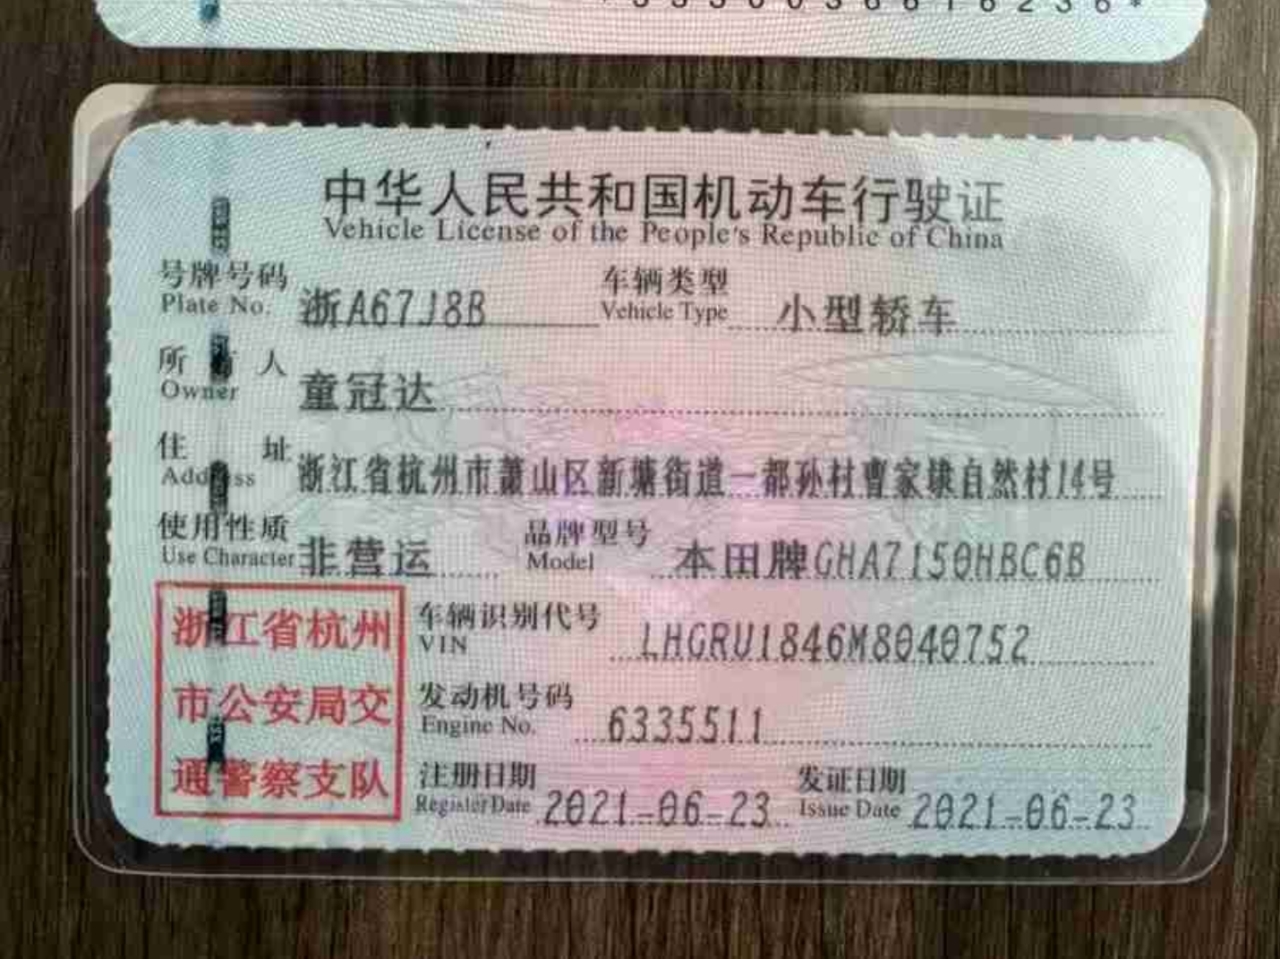 *3350036616236*
中华人民共和国机动车行驶证
Vehicle License of the People's Republic of China
号牌号码 浙A67J8B 车辆类型 小型轿车
Plate No. Vehicle Type
所有人 童冠达
Owner
住址 浙江省杭州市萧山区新塘街道一都孙村曹家埭自然村14号
Address
使用性质 非营运 品牌型号 本田牌GHA7150HBC6B
Use Character Model
浙江省杭州
市公安局交
通警察支队
车辆识别代号 LHGRU1846M8040752
VIN
发动机号码 6335511
Engine No.
注册日期 2021-06-23 发证日期 2021-06-23
Register Date Issue Date